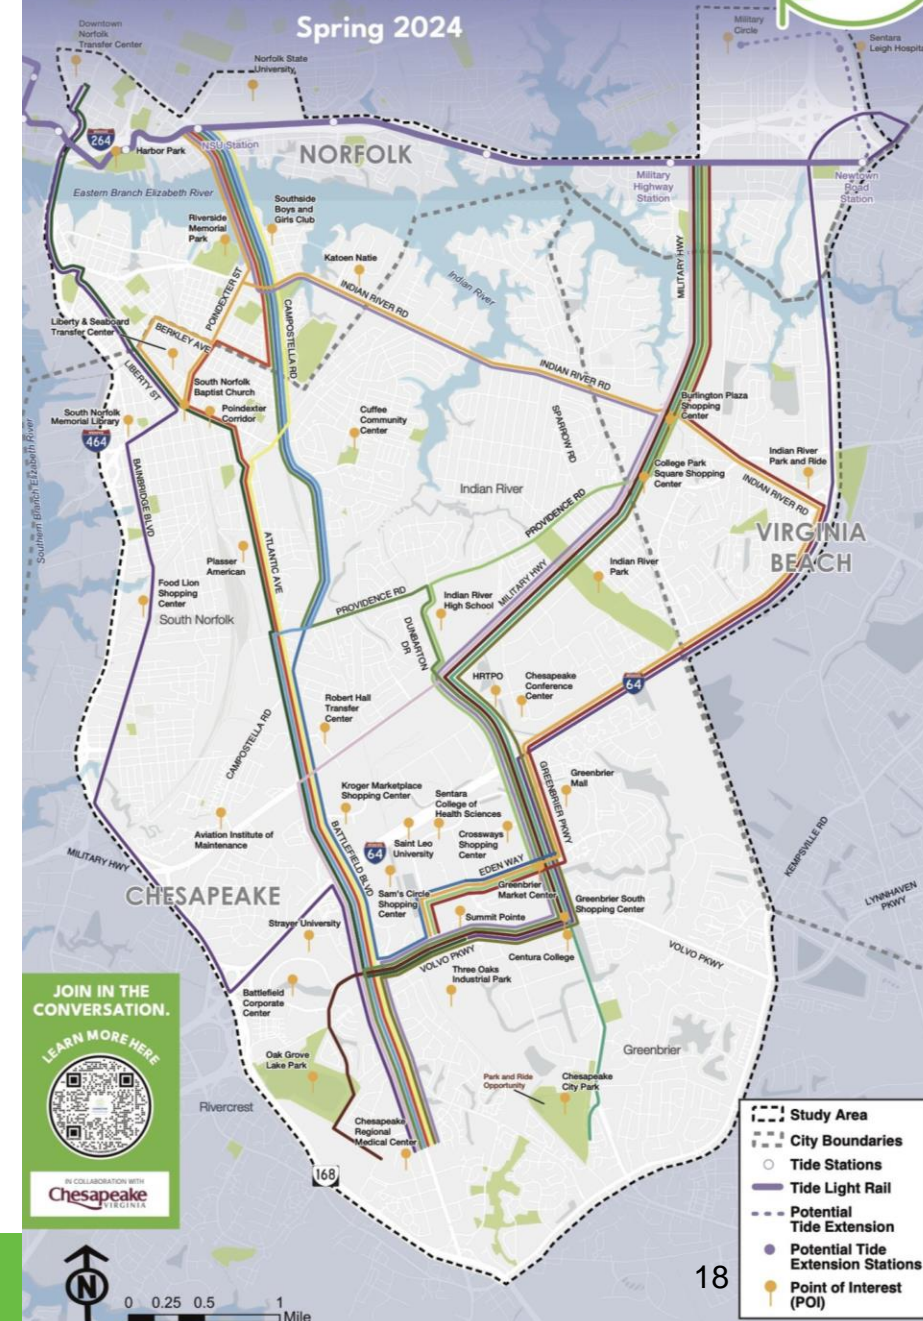 Spring 2024
Downtown
Norfolk
Transfer Center
Norfolk State
University
Military
Circle
Sentara
Leigh Hospita
264
Harbor Park
NSU Station
NORFOLK
Military
Highway
Station
Newtown
Road
Station
Eastern Branch Elizabeth River
Southside
Boys and
Girls Club
Riverside
Memorial
Park
Katoen Natie
Indian River
INDIAN RIVER RD
MILITARY HWY
POINDEXTER ST
CAMPOSTELLA RD
Liberty & Seaboard
Transfer Center
BERKLEY AVE
LIBERTY ST
INDIAN RIVER RD
South Norfolk
Baptist Church
Poindexter
Corridor
South Norfolk
Memorial Library
464
Southern Branch Elizabeth River
BAINBRIDGE BLVD
Cuffee
Community
Center
SPARROW RD
Burlington Plaza
Shopping
Center
College Park
Square Shopping
Center
Indian River
Park and Ride
INDIAN RIVER RD
Indian River
PROVIDENCE RD
VIRGINIA
BEACH
Plasser
American
ATLANTIC AVE
Food Lion
Shopping
Center
South Norfolk
PROVIDENCE RD
DUNBARTON
DR
Indian River
High School
MILITARY HWY
Indian River
Park
HRTPO
Chesapeake
Conference
Center
64
Robert Hall
Transfer
Center
CAMPOSTELLA RD
GREENBRIER PKWY
Greenbrier
Mall
Kroger Marketplace
Shopping Center
Sentara
College of
Health Sciences
Aviation Institute of
Maintenance
BATTLEFIELD BLVD
64
Saint Leo
University
Crossways
Shopping
Center
MILITARY HWY
EDEN WAY
KEMPSVILLE RD
CHESAPEAKE
Sam's Circle
Shopping
Center
Greenbrier
Market Center
Greenbrier South
Shopping Center
LYNNHAVEN
PKWY
Strayer University
Summit Pointe
VOLVO PKWY
VOLVO PKWY
Centura College
Three Oaks
Industrial Park
Battlefield
Corporate
Center
JOIN IN THE
CONVERSATION.
LEARN MORE HERE
Oak Grove
Lake Park
Greenbrier
Park and Ride
Opportunity
Chesapeake
City Park
Rivercrest
Chesapeake
Regional
Medical Center
168
IN COLLABORATION WITH
Chesapeake
VIRGINIA
Study Area
City Boundaries
Tide Stations
Tide Light Rail
Potential
Tide Extension
Potential Tide
Extension Stations
Point of Interest
(POI)
18
N
0 0.25 0.5 1
Mile